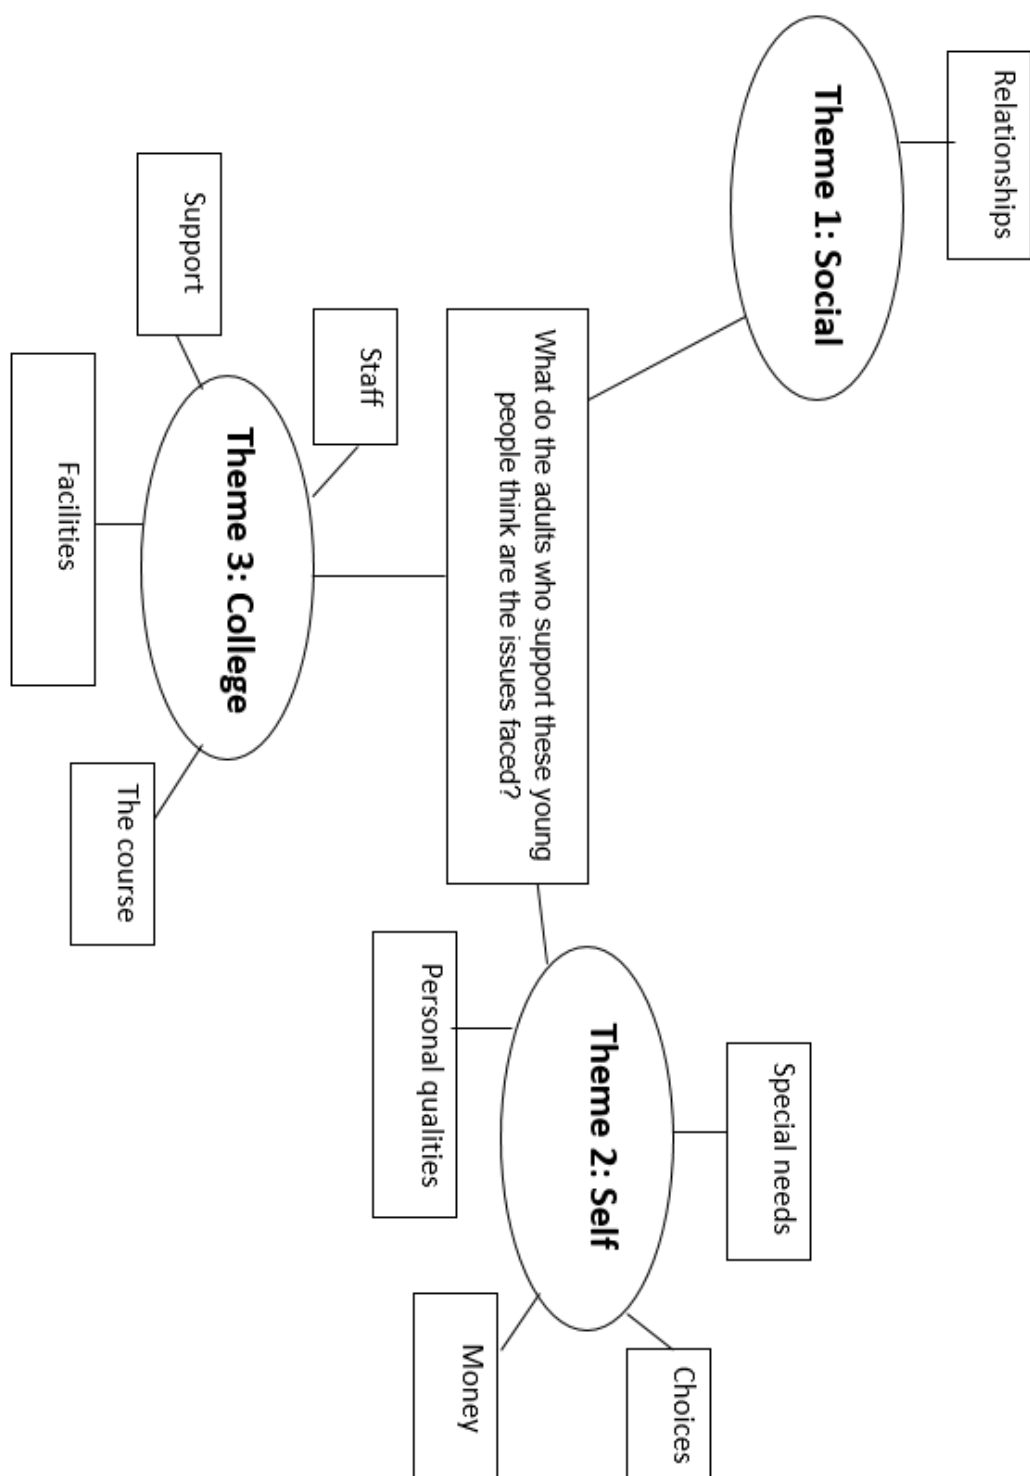 Relationships
Theme 1: Social
Special needs
Choices
What do the adults who support these young
people think are the issues faced?
Theme 2: Self
Personal qualities
Money
Staff
Support
Theme 3: College
Facilities
The course